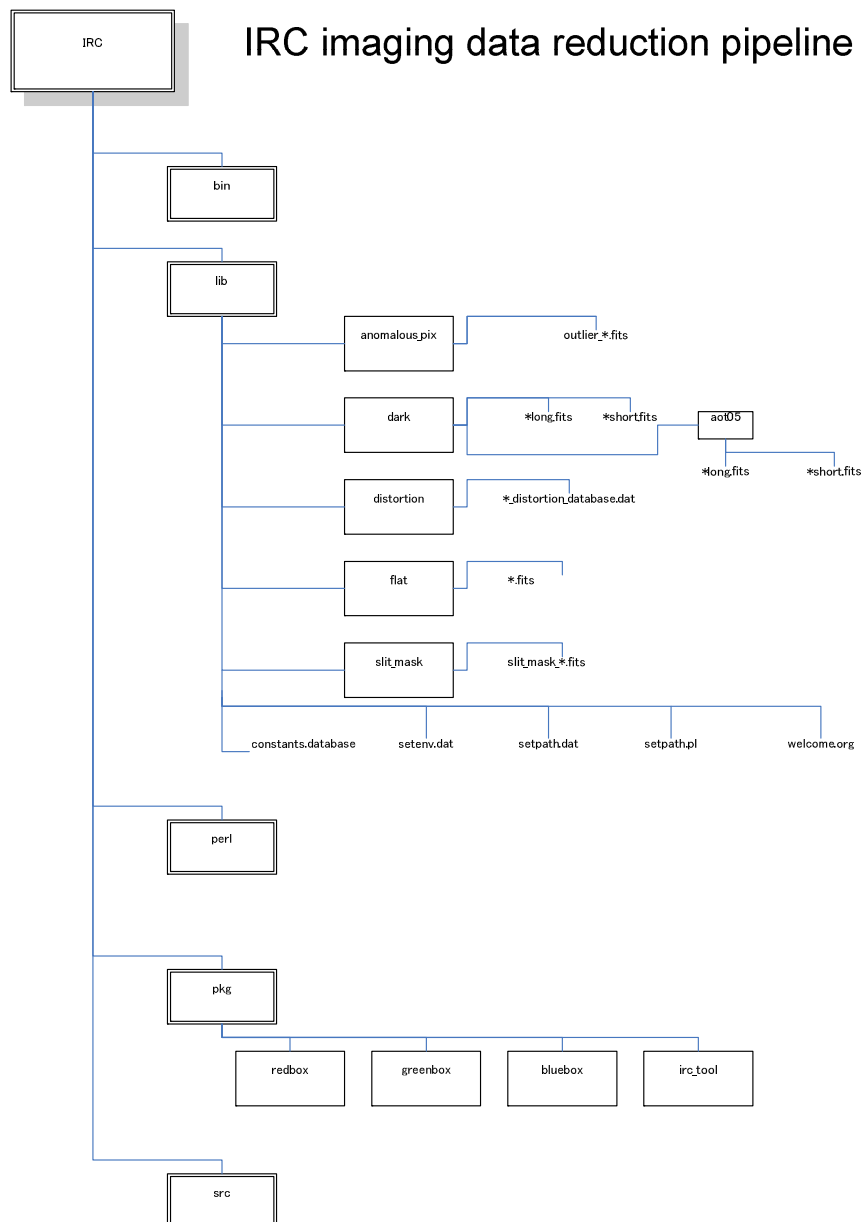 IRC
IRC imaging data reduction pipeline
bin
lib
anomalous_pix
outlier_*.fits
dark
*long.fits
*short.fits
aot05
*long.fits
*short.fits
distortion
*_distortion_database.dat
flat
*.fits
slit_mask
slit_mask_*.fits
constants.database
setenv.dat
setpath.dat
setpath.pl
welcome.org
perl
pkg
redbox
greenbox
bluebox
irc_tool
src